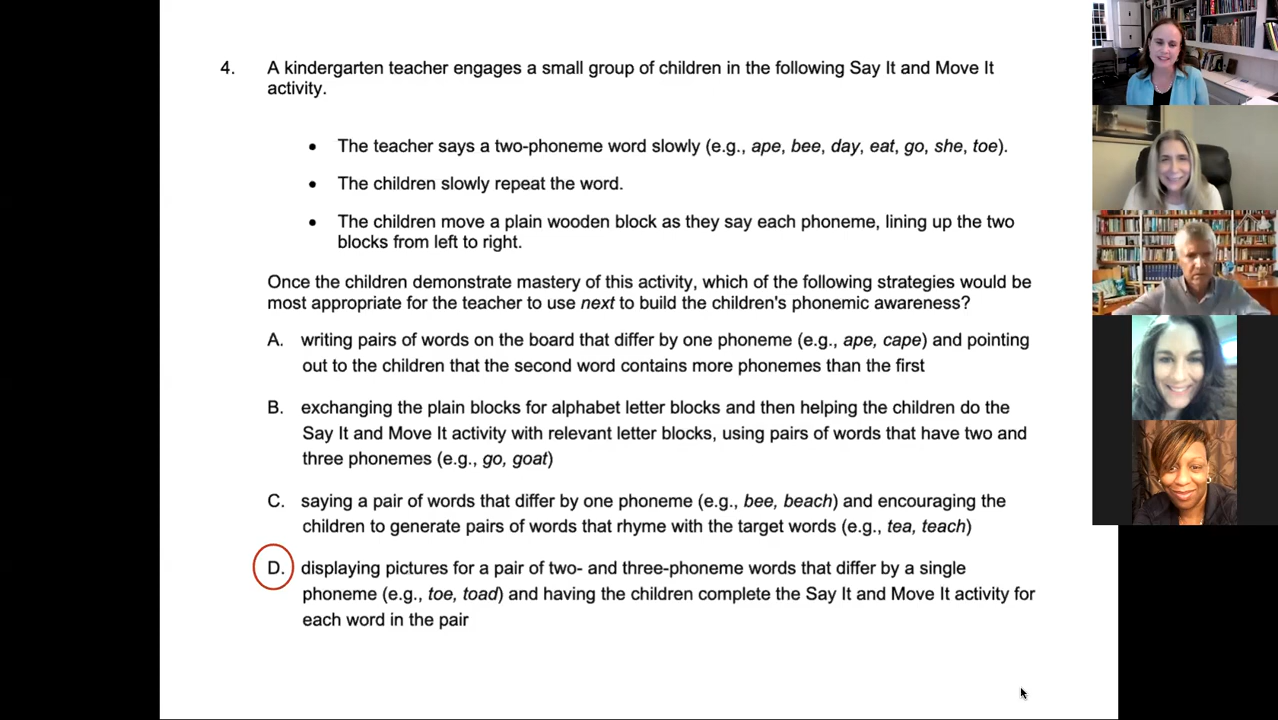 4. A kindergarten teacher engages a small group of children in the following Say It and Move It
activity.
• The teacher says a two-phoneme word slowly (e.g., ape, bee, day, eat, go, she, toe).
• The children slowly repeat the word.
• The children move a plain wooden block as they say each phoneme, lining up the two
blocks from left to right.
Once the children demonstrate mastery of this activity, which of the following strategies would be
most appropriate for the teacher to use next to build the children's phonemic awareness?
A. writing pairs of words on the board that differ by one phoneme (e.g., ape, cape) and pointing
out to the children that the second word contains more phonemes than the first
B. exchanging the plain blocks for alphabet letter blocks and then helping the children do the
Say It and Move It activity with relevant letter blocks, using pairs of words that have two and
three phonemes (e.g., go, goat)
C. saying a pair of words that differ by one phoneme (e.g., bee, beach) and encouraging the
children to generate pairs of words that rhyme with the target words (e.g., tea, teach)
D. displaying pictures for a pair of two- and three-phoneme words that differ by a single
phoneme (e.g., toe, toad) and having the children complete the Say It and Move It activity for
each word in the pair